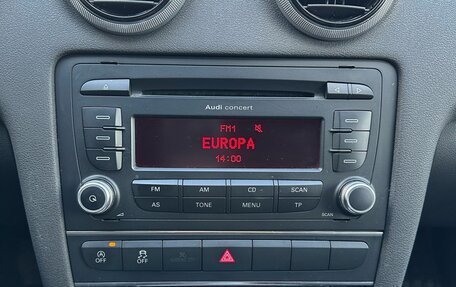 Audi concert
FM1
EUROPA
14:00
FM AM CD SCAN
AS TONE MENU TP
SCAN
OFF OFF